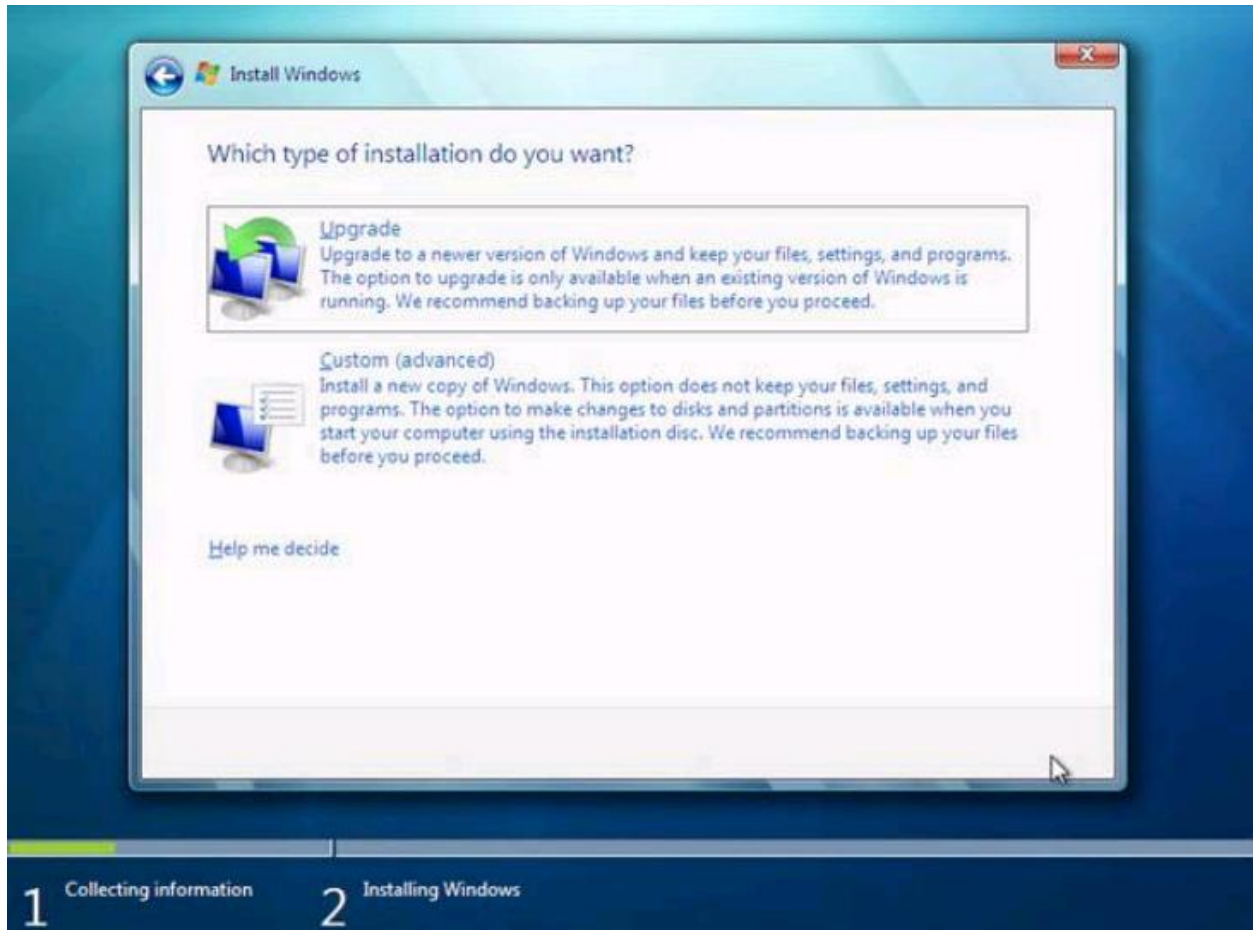 Install Windows
Which type of installation do you want?
Upgrade
Upgrade to a newer version of Windows and keep your files, settings, and programs.
The option to upgrade is only available when an existing version of Windows is
running. We recommend backing up your files before you proceed.
Custom (advanced)
Install a new copy of Windows. This option does not keep your files, settings, and
programs. The option to make changes to disks and partitions is available when you
start your computer using the installation disc. We recommend backing up your files
before you proceed.
Help me decide
1 Collecting information 2 Installing Windows